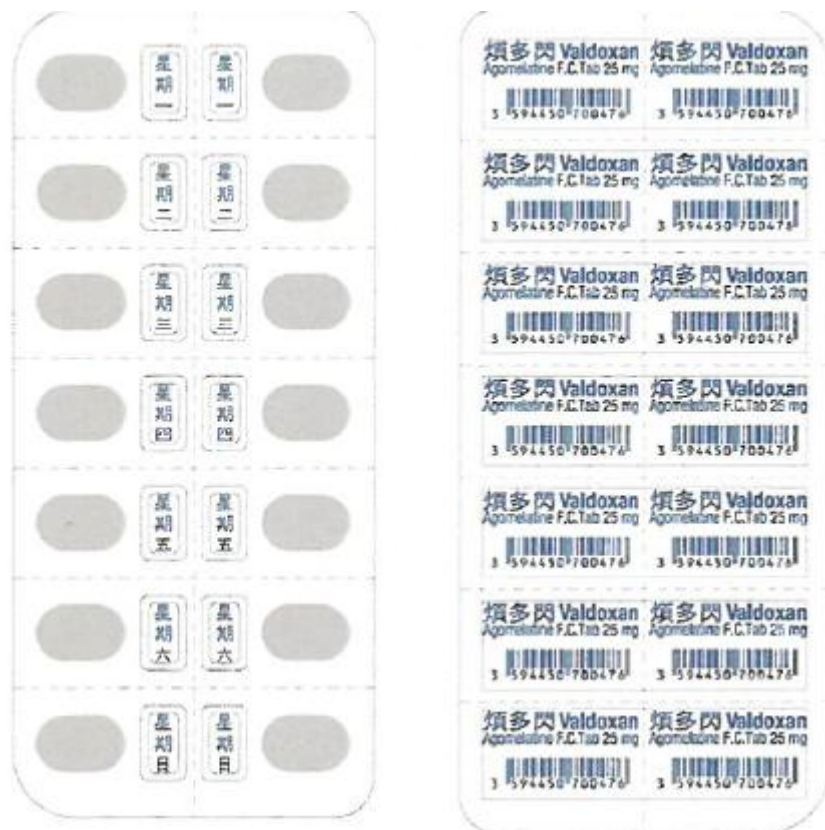 星期一 星期一
星期二 星期二
星期三 星期三
星期四 星期四
星期五 星期五
星期六 星期六
星期日 星期日
煩多閃 Valdoxan 煩多閃 Valdoxan
Agomelatine F.C.Tab 25 mg Agomelatine F.C.Tab 25 mg
3 594450 700476 3 594450 700476
煩多閃 Valdoxan 煩多閃 Valdoxan
Agomelatine F.C.Tab 25 mg Agomelatine F.C.Tab 25 mg
3 594450 700476 3 594450 700476
煩多閃 Valdoxan 煩多閃 Valdoxan
Agomelatine F.C.Tab 25 mg Agomelatine F.C.Tab 25 mg
3 594450 700476 3 594450 700476
煩多閃 Valdoxan 煩多閃 Valdoxan
Agomelatine F.C.Tab 25 mg Agomelatine F.C.Tab 25 mg
3 594450 700476 3 594450 700476
煩多閃 Valdoxan 煩多閃 Valdoxan
Agomelatine F.C.Tab 25 mg Agomelatine F.C.Tab 25 mg
3 594450 700476 3 594450 700476
煩多閃 Valdoxan 煩多閃 Valdoxan
Agomelatine F.C.Tab 25 mg Agomelatine F.C.Tab 25 mg
3 594450 700476 3 594450 700476
煩多閃 Valdoxan 煩多閃 Valdoxan
Agomelatine F.C.Tab 25 mg Agomelatine F.C.Tab 25 mg
3 594450 700476 3 594450 700476